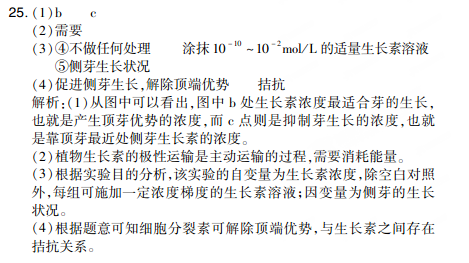 25. (1)b c
(2)需要
(3)④不做任何处理 涂抹 10⁻¹⁰ ~ 10⁻² mol/L 的适量生长素溶液
⑤侧芽生长状况
(4)促进侧芽生长,解除顶端优势 拮抗
解析:(1)从图中可以看出,图中 b 处生长素浓度最适合芽的生长,
也就是产生顶芽优势的浓度,而 c 点则是抑制芽生长的浓度,也就
是靠顶芽最近处侧芽生长素的浓度。
(2)植物生长素的极性运输是主动运输的过程,需要消耗能量。
(3)根据实验目的分析,该实验的自变量为生长素浓度,除空白对照
外,每组可施加一定浓度梯度的生长素溶液;因变量为侧芽的生长
状况。
(4)根据题意可知细胞分裂素可解除顶端优势,与生长素之间存在
拮抗关系。